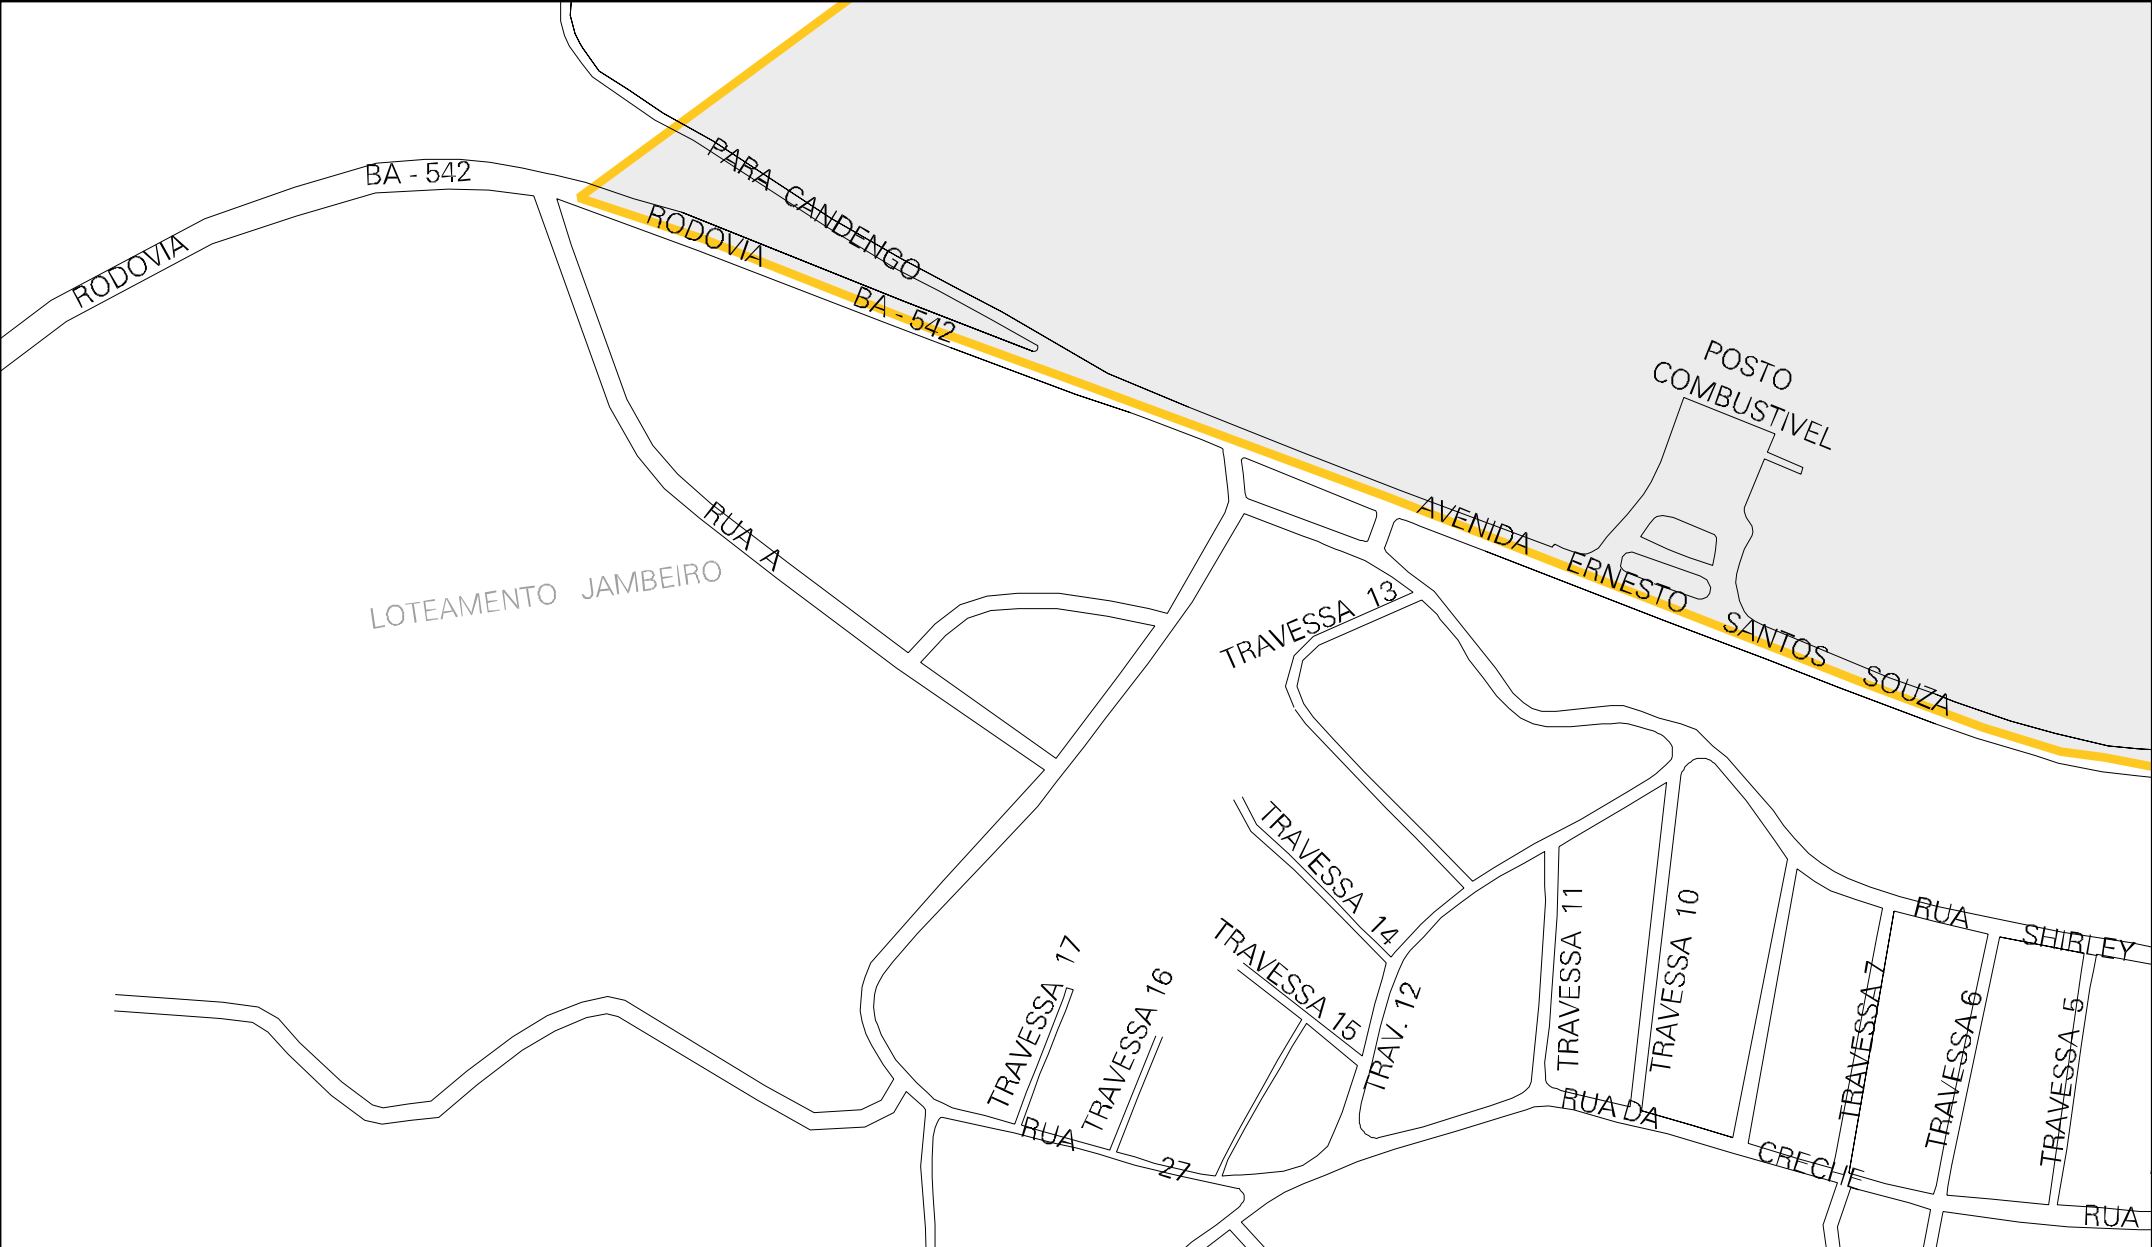 PARA CANDENGO
BA - 542
RODOVIA
RODOVIA
BA - 542
POSTO
COMBUSTIVEL
AVENIDA ERNESTO SANTOS SOUZA
RUA A
LOTEAMENTO JAMBEIRO
TRAVESSA 13
TRAVESSA 14
TRAVESSA 11
TRAVESSA 10
RUA SHIRLEY
TRAVESSA 17
TRAVESSA 16
TRAVESSA 15
TRAV. 12
TRAVESSA 7
TRAVESSA 6
TRAVESSA 5
RUA DA CRECHE
RUA 27
RUA